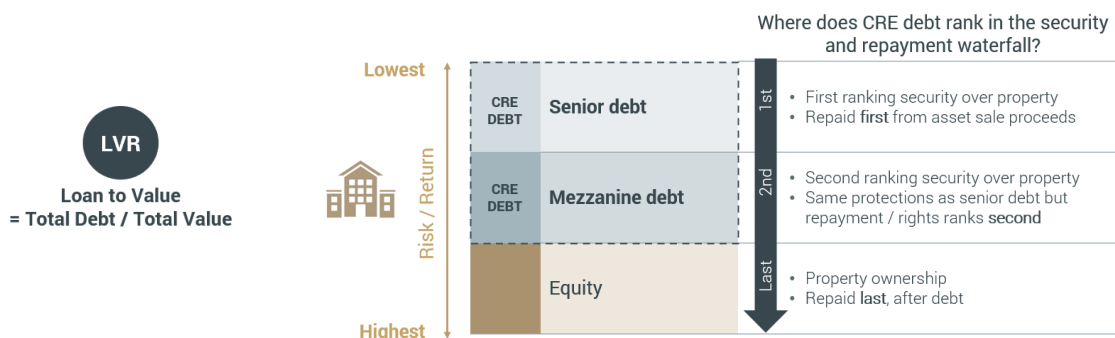 Where does CRE debt rank in the security
and repayment waterfall?
Lowest
Risk / Return
Highest
LVR
Loan to Value
= Total Debt / Total Value
CRE
DEBT
Senior debt
1st
• First ranking security over property
• Repaid first from asset sale proceeds
CRE
DEBT
Mezzanine debt
2nd
• Second ranking security over property
• Same protections as senior debt but
repayment / rights ranks second
Equity
Last
• Property ownership
• Repaid last, after debt